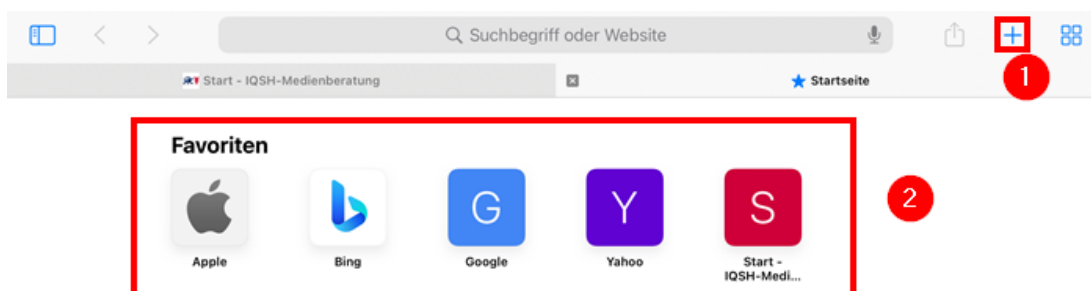 Suchbegriff oder Website
Start - IQSH-Medienberatung
Startseite
1
Favoriten
2
G
Y
S
Apple
Bing
Google
Yahoo
Start -
IQSH-Medi...